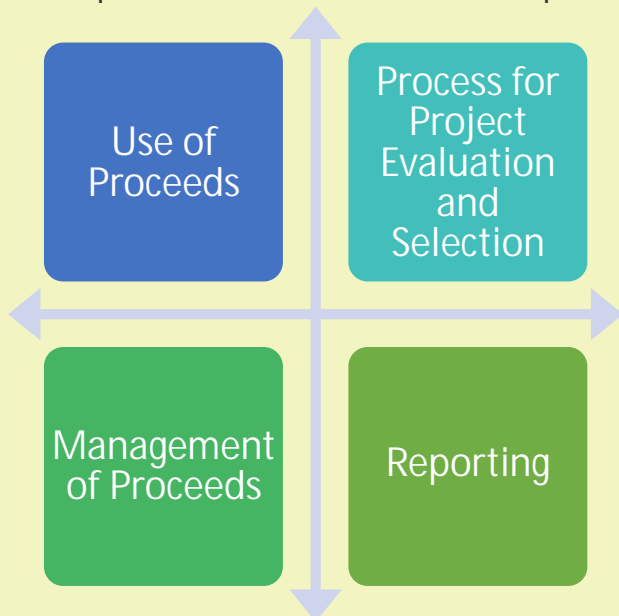 Use of
Proceeds
Process for
Project
Evaluation
and
Selection
Management
of Proceeds
Reporting